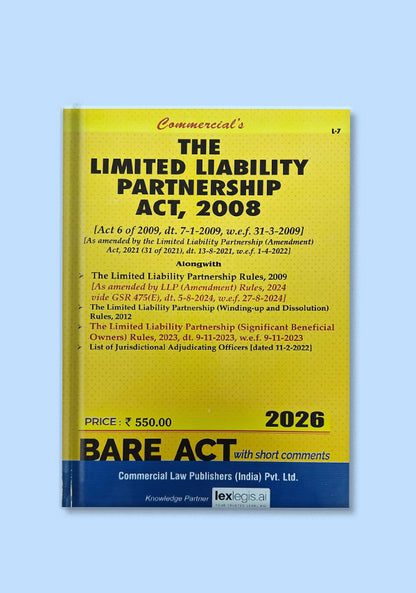 Commercial's
L-7
THE
LIMITED LIABILITY
PARTNERSHIP
ACT, 2008
[Act 6 of 2009, dt. 7-1-2009, w.e.f. 31-3-2009]
[As amended by the Limited Liability Partnership (Amendment)
Act, 2021 (31 of 2021), dt. 13-8-2021, w.e.f. 1-4-2022]
Alongwith
The Limited Liability Partnership Rules, 2009
[As amended by LLP (Amendment) Rules, 2024
vide GSR 475(E), dt. 5-8-2024, w.e.f. 27-8-2024]
The Limited Liability Partnership (Winding-up and Dissolution)
Rules, 2012
The Limited Liability Partnership (Significant Beneficial
Owners) Rules, 2023, dt. 9-11-2023, w.e.f. 9-11-2023
List of Jurisdictional Adjudicating Officers [dated 11-2-2022]
PRICE : ₹ 550.00
2026
BARE ACT with short comments
Commercial Law Publishers (India) Pvt. Ltd.
Knowledge Partner
lexlegis.ai
YOUR TRUSTED LEGAL